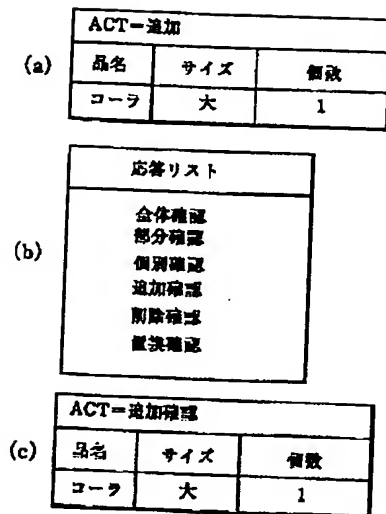 (a)
ACT=追加
品名 サイズ 個数
コーラ 大 1
(b)
応答リスト
全体確認
部分確認
個別確認
追加確認
削除確認
置換確認
(c)
ACT=追加確認
品名 サイズ 個数
コーラ 大 1